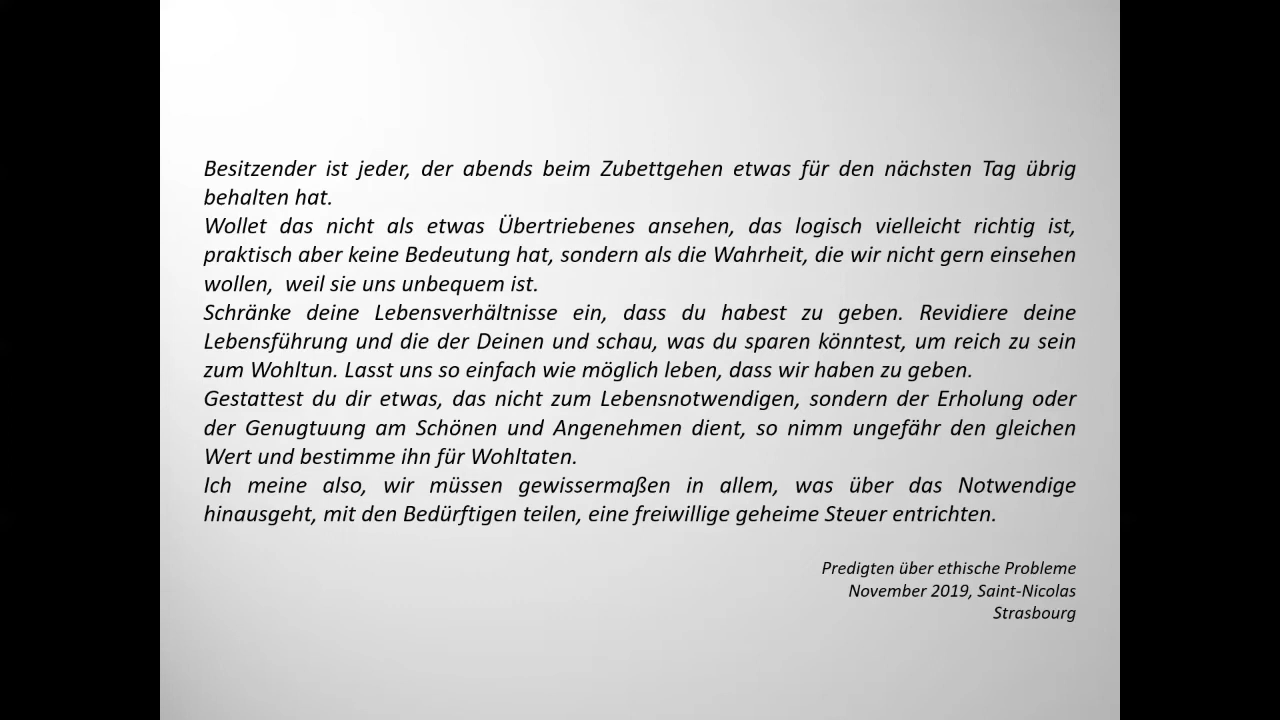 Besitzender ist jeder, der abends beim Zubettgehen etwas für den nächsten Tag übrig
behalten hat.
Wollet das nicht als etwas Übertriebenes ansehen, das logisch vielleicht richtig ist,
praktisch aber keine Bedeutung hat, sondern als die Wahrheit, die wir nicht gern einsehen
wollen,  weil sie uns unbequem ist.
Schränke deine Lebensverhältnisse ein, dass du habest zu geben. Revidiere deine
Lebensführung und die der Deinen und schau, was du sparen könntest, um reich zu sein
zum Wohltun. Lasst uns so einfach wie möglich leben, dass wir haben zu geben.
Gestattest du dir etwas, das nicht zum Lebensnotwendigen, sondern der Erholung oder
der Genugtuung am Schönen und Angenehmen dient, so nimm ungefähr den gleichen
Wert und bestimme ihn für Wohltaten.
Ich meine also, wir müssen gewissermaßen in allem, was über das Notwendige
hinausgeht, mit den Bedürftigen teilen, eine freiwillige geheime Steuer entrichten.
Predigten über ethische Probleme
November 2019, Saint-Nicolas
Strasbourg